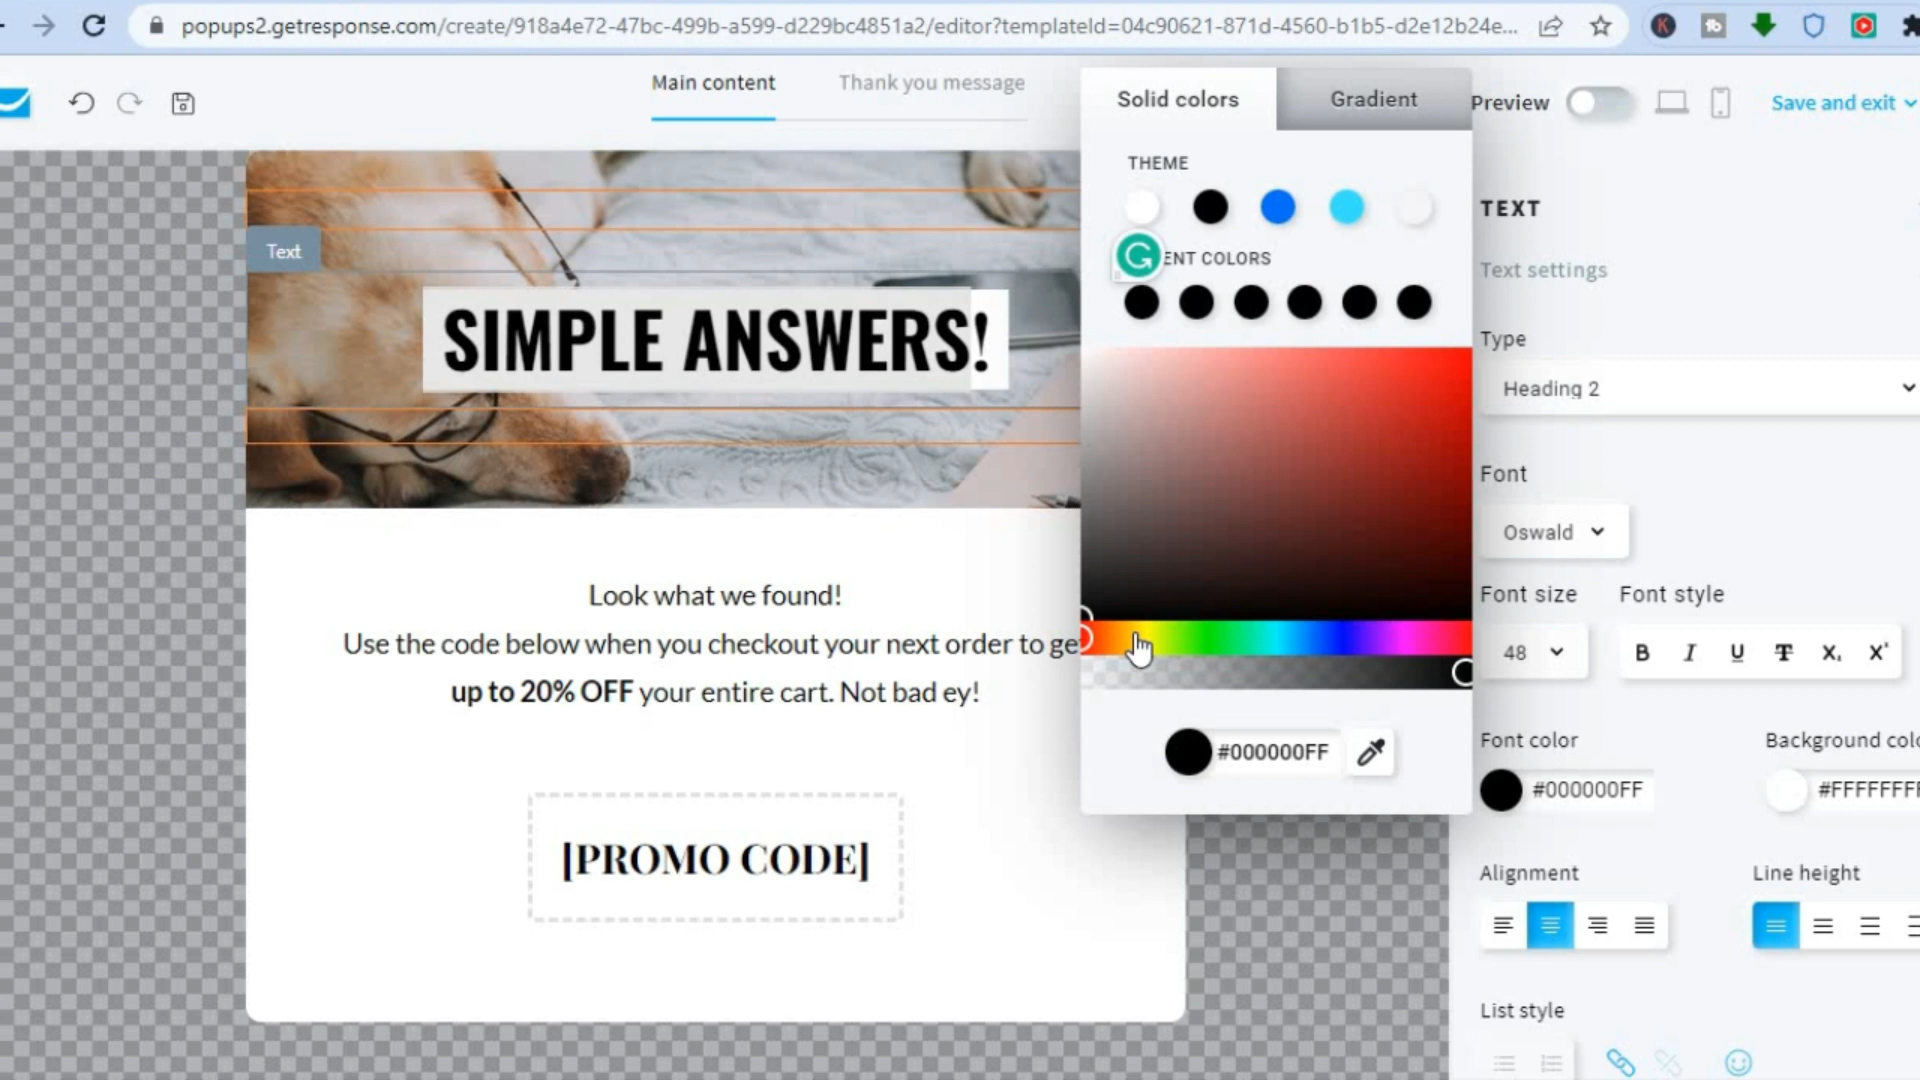 popups2.getresponse.com/create/918a4e72-47bc-499b-a599-d229bc4851a2/editor?templateId=04c90621-871d-4560-b1b5-d2e12b24e...
Main content
Thank you message
Solid colors
Gradient
Preview
Save and exit
THEME
TEXT
Text
ENT COLORS
Text settings
SIMPLE ANSWERS!
Type
Heading 2
Font
Oswald
Look what we found!
Use the code below when you checkout your next order to ge
up to 20% OFF your entire cart. Not bad ey!
Font size
Font style
48
B I U T X, X'
#000000FF
Font color
Background colo
#000000FF
#FFFFFFFF
[PROMO CODE]
Alignment
Line height
List style